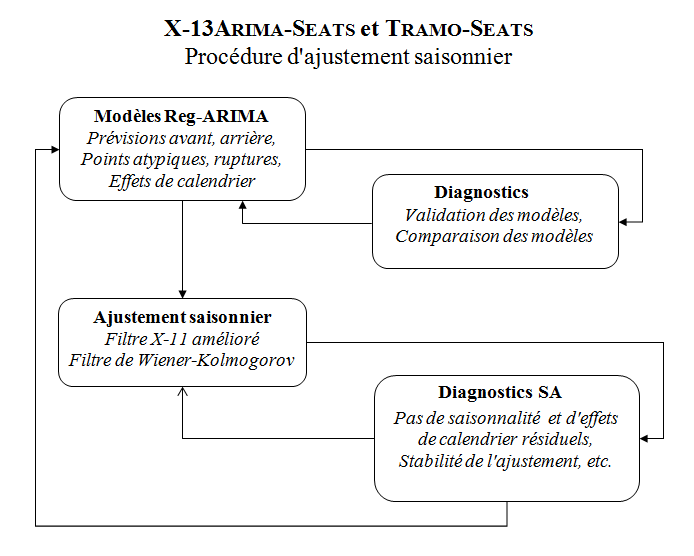 X-13ARIMA-SEATS et TRAMO-SEATS
Procédure d'ajustement saisonnier
Modèles Reg-ARIMA
Prévisions avant, arrière,
Points atypiques, ruptures,
Effets de calendrier
Diagnostics
Validation des modèles,
Comparaison des modèles
Ajustement saisonnier
Filtre X-11 amélioré
Filtre de Wiener-Kolmogorov
Diagnostics SA
Pas de saisonnalité et d'effets
de calendrier résiduels,
Stabilité de l'ajustement, etc.